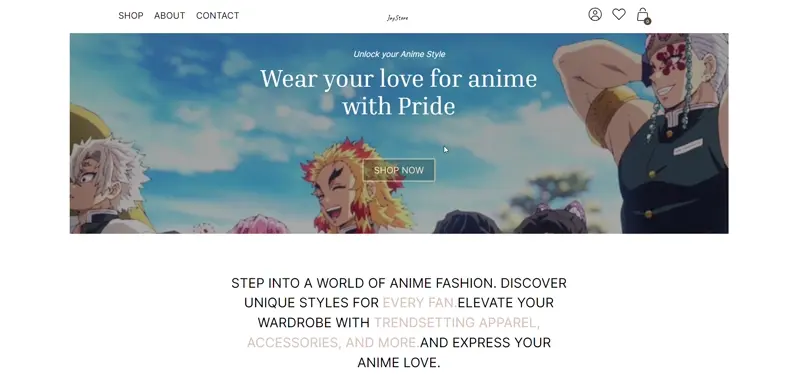 SHOP ABOUT CONTACT JayStore
0
Unlock your Anime Style
Wear your love for anime
with Pride
SHOP NOW
STEP INTO A WORLD OF ANIME FASHION. DISCOVER
UNIQUE STYLES FOR EVERY FAN.ELEVATE YOUR
WARDROBE WITH TRENDSETTING APPAREL,
ACCESSORIES, AND MORE.AND EXPRESS YOUR
ANIME LOVE.